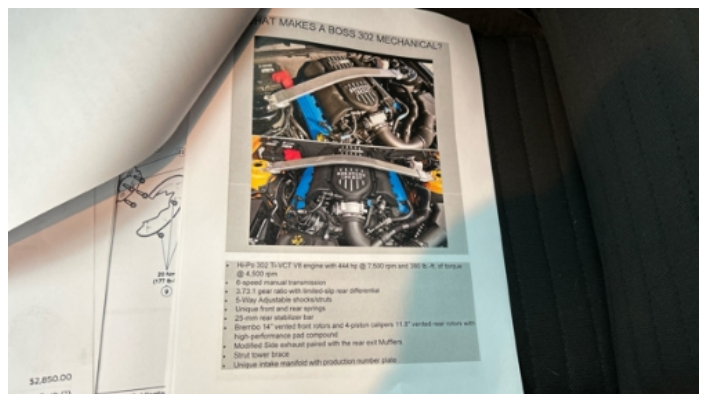 HAT MAKES A BOSS 302 MECHANICAL?
Hi-Po 302 Ti-VCT V8 engine with 444 hp @ 7,500 rpm and 380 lb.-ft. of torque
@ 4,500 rpm
6-speed manual transmission
3.73:1 gear ratio with limited-slip rear differential
5-Way Adjustable shocks/struts
Unique front and rear springs
25-mm rear stabilizer bar
Brembo 14" vented front rotors and 4-piston calipers 11.8" vented rear rotors with
high-performance pad compound
Modified Side exhaust paired with the rear exit Mufflers
Strut tower brace
Unique intake manifold with production number plate
20 Nm
(177 lb
$2,850.00